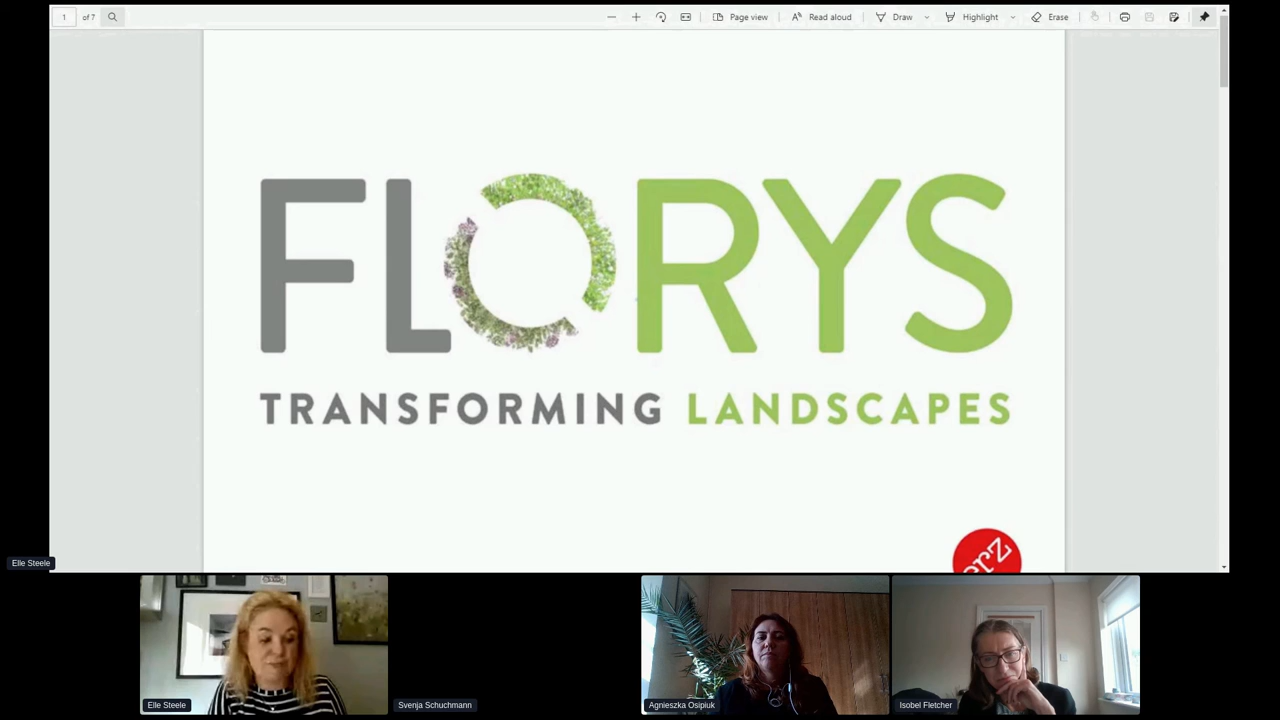 1 of 7 Page view Read aloud Draw Highlight Erase
FLORYS
TRANSFORMING LANDSCAPES
erz
Elle Steele
Elle Steele Svenja Schuchmann Agnieszka Osipiuk Isobel Fletcher